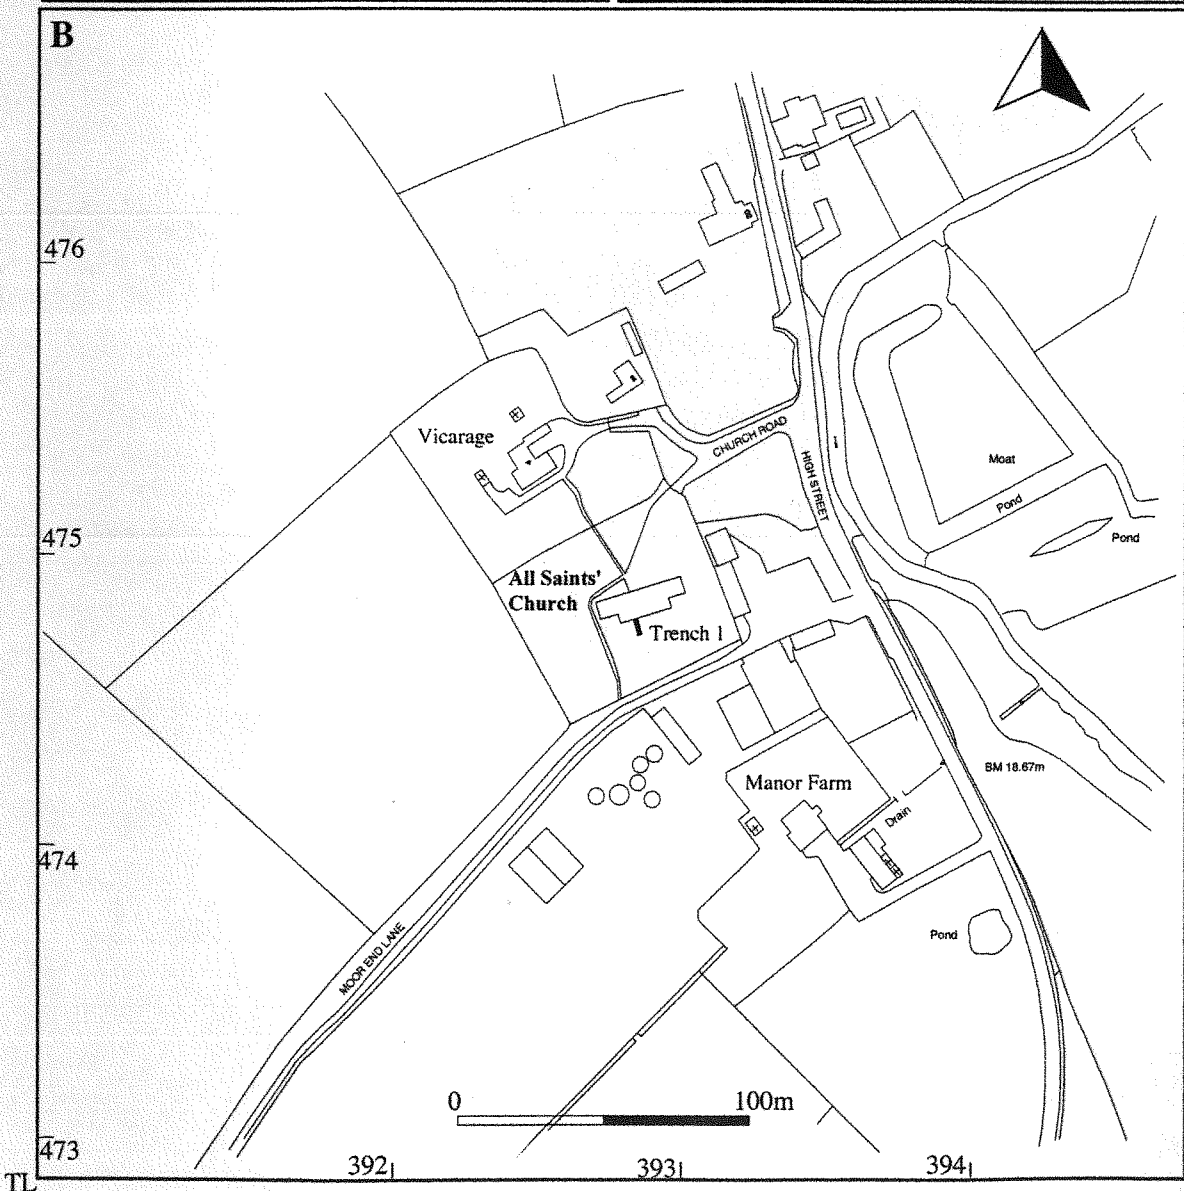 B
476
Vicarage
CHURCH ROAD
HIGH STREET
Moat
Pond
Pond
475
All Saints'
Church
Trench 1
BM 18.67m
Manor Farm
Drain
474
Pond
MOOR END LANE
0 100m
473
392 393 394
TL